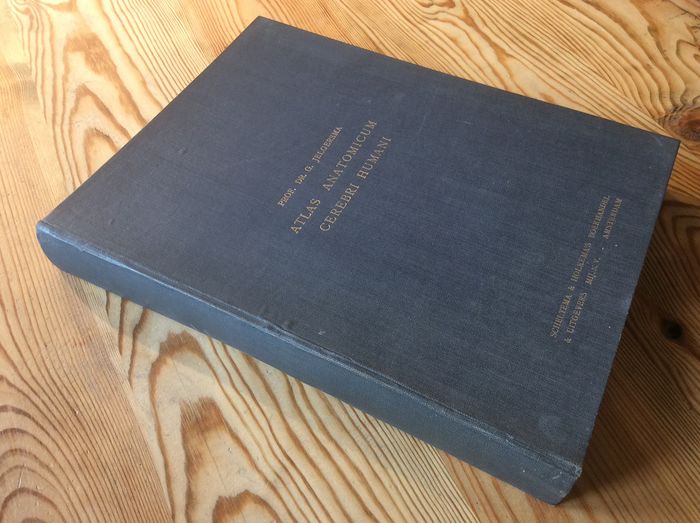 PROF. DR. G. JELGERSMA
ATLAS ANATOMICUM
CEREBRI HUMANI
SCHELTEMA & HOLKEMA'S BOEKHANDEL
& UITGEVERS MIJ. N.V. . AMSTERDAM